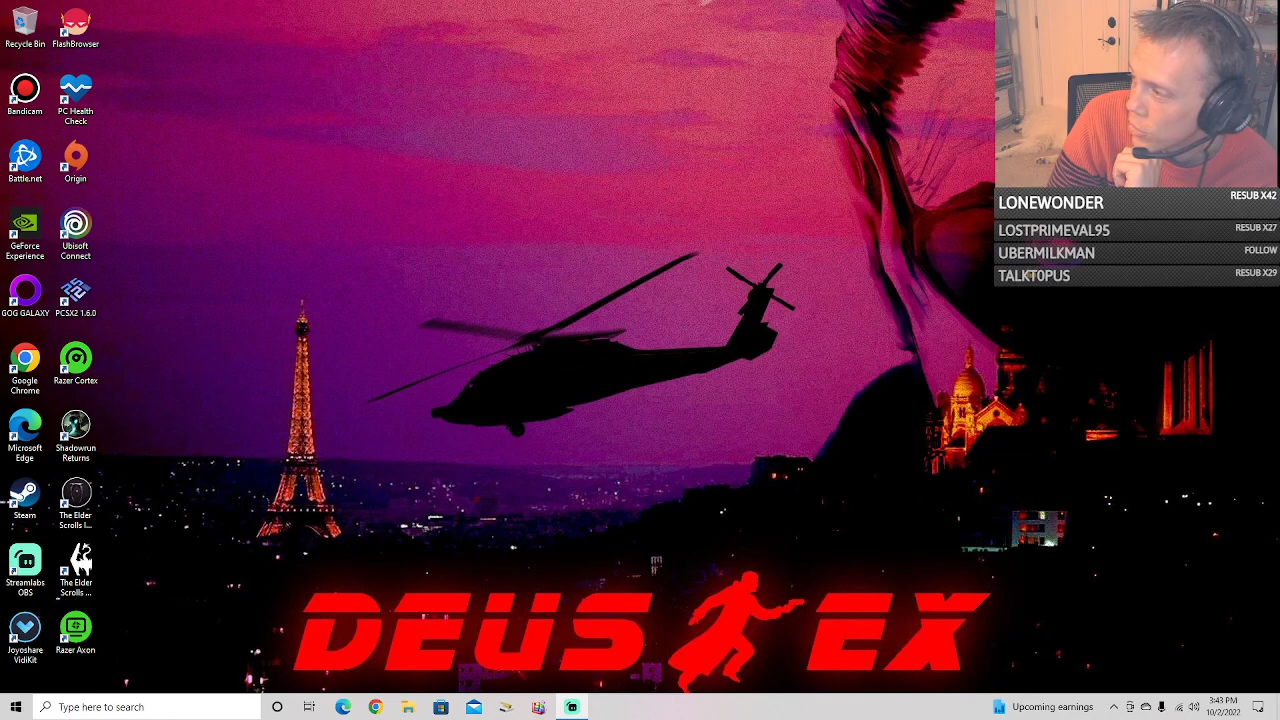 Recycle Bin
FlashBrowser
Bandicam
PC Health
Check
Battle.net
Origin
GeForce
Experience
Ubisoft
Connect
GOG GALAXY
PCSX2 1.6.0
Google
Chrome
Razer Cortex
Microsoft
Edge
Shadowrun
Returns
Steam
The Elder
Scrolls I...
Streamlabs
OBS
The Elder
Scrolls ...
Joyoshare
VidiKit
Razer Axon
LONEWONDER RESUB X42
LOSTPRIMEVAL95 RESUB X27
UBERMILKMAN FOLLOW
TALKT0PUS RESUB X29
DEUS EX
Type here to search
Upcoming earnings
3:43 PM
10/2/2022